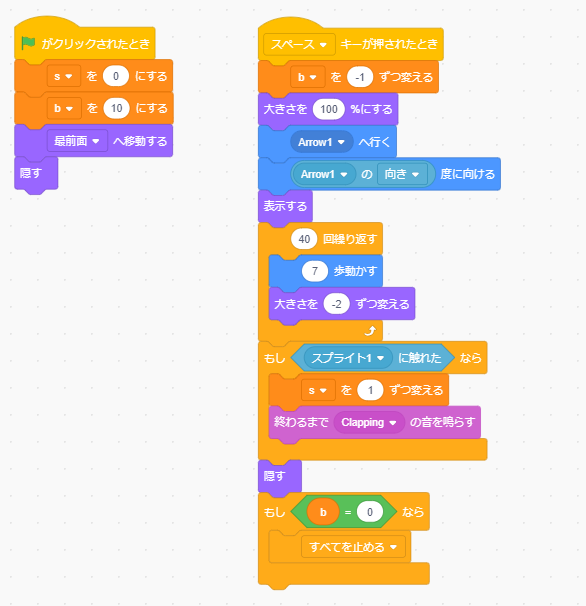 がクリックされたとき
s を 0 にする
b を 10 にする
最前面 へ移動する
隠す
スペース キーが押されたとき
b を -1 ずつ変える
大きさを 100 %にする
Arrow1 へ行く
Arrow1 の 向き 度に向ける
表示する
40 回繰り返す
7 歩動かす
大きさを -2 ずつ変える
もし スプライト1 に触れた なら
s を 1 ずつ変える
終わるまで Clapping の音を鳴らす
隠す
もし b = 0 なら
すべてを止める